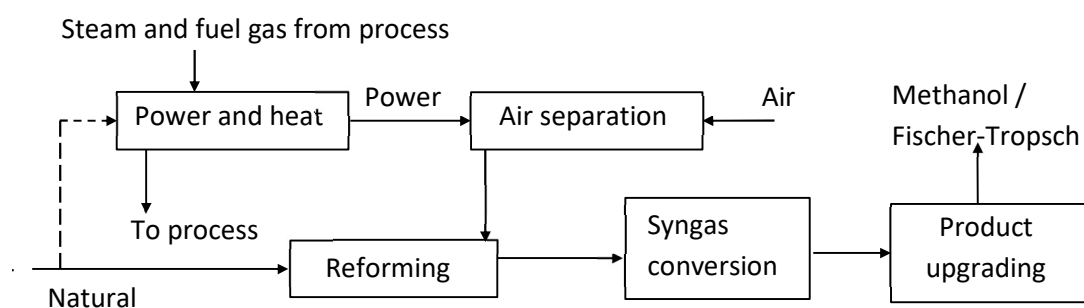 Steam and fuel gas from process
Power and heat
Power
Air separation
Air
Methanol /
Fischer-Tropsch
To process
Reforming
Syngas
conversion
Product
upgrading
Natural